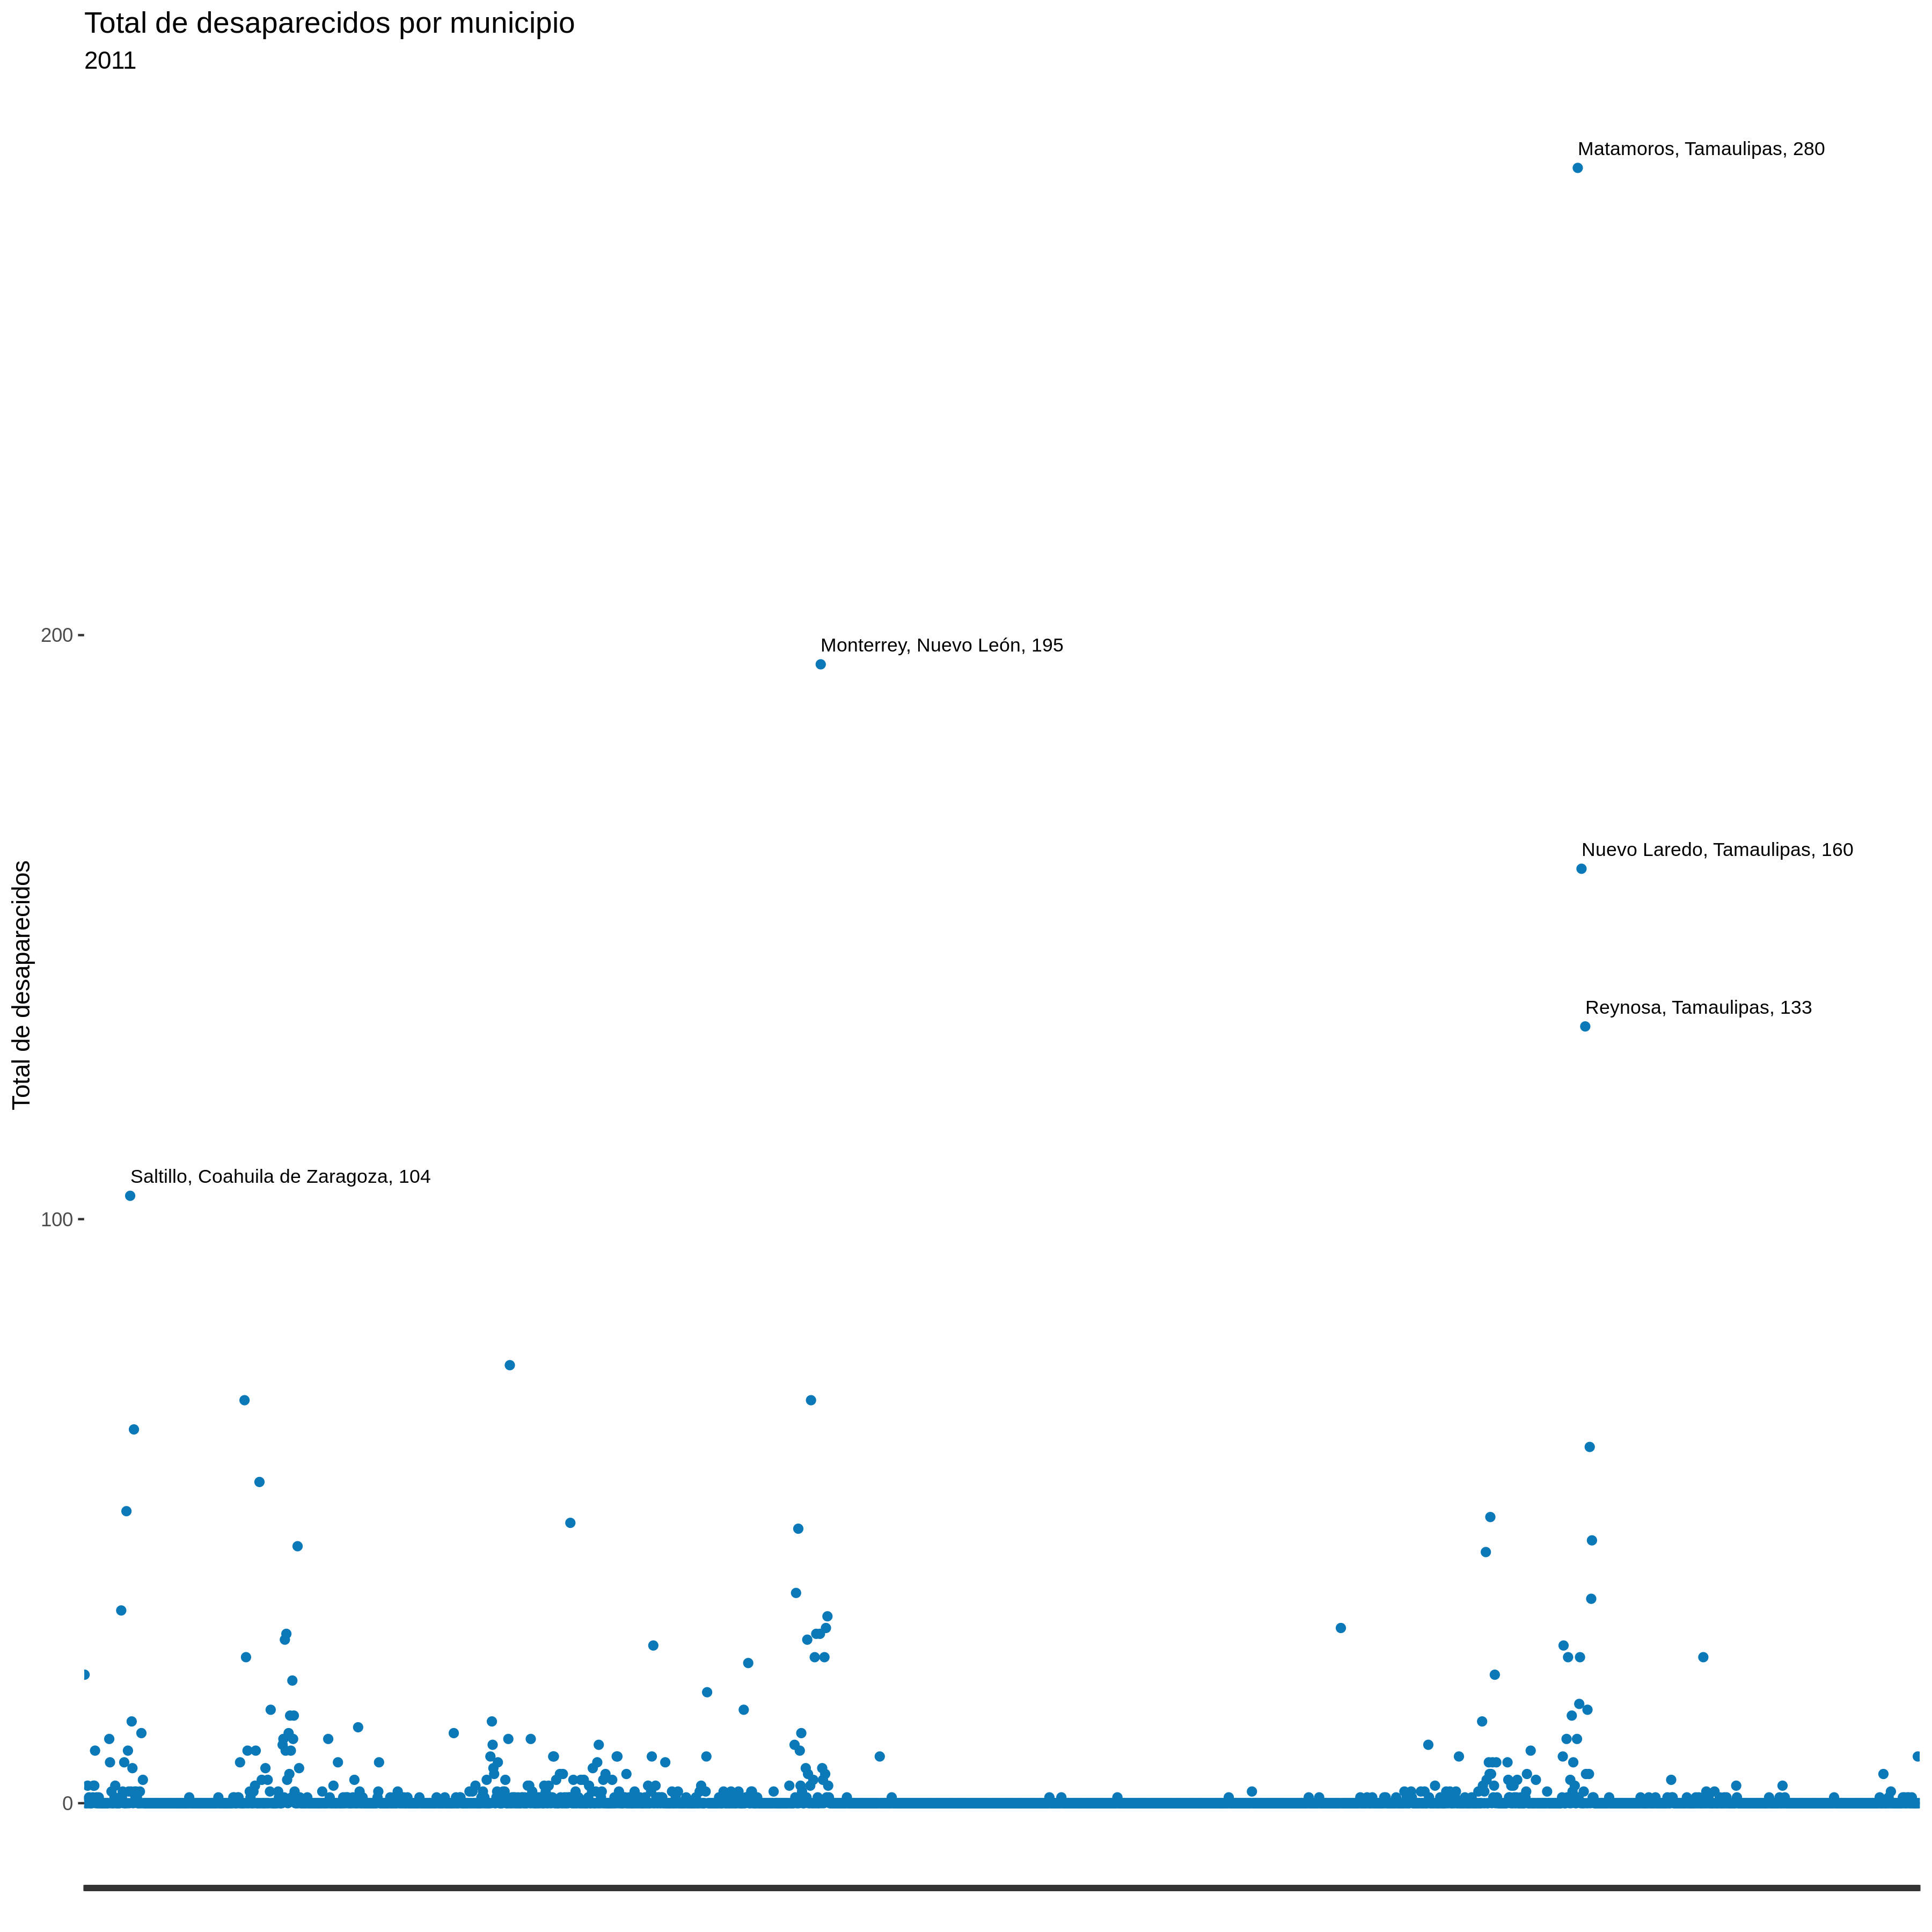 Total de desaparecidos por municipio
2011
Matamoros, Tamaulipas, 280
200
Monterrey, Nuevo León, 195
Nuevo Laredo, Tamaulipas, 160
Total de desaparecidos
Reynosa, Tamaulipas, 133
Saltillo, Coahuila de Zaragoza, 104
100
0